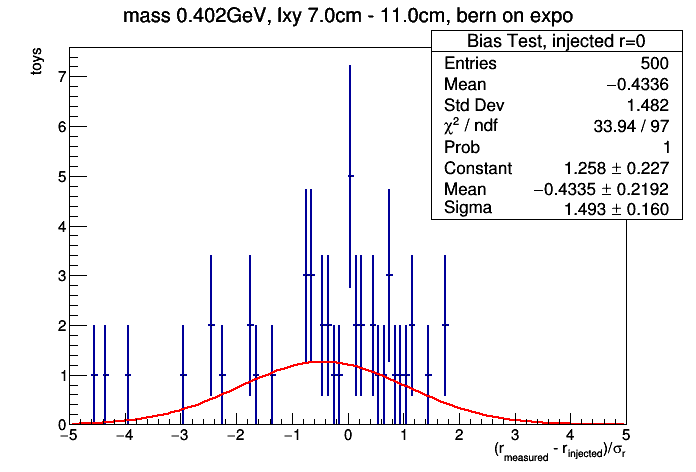 mass 0.402GeV, lxy 7.0cm - 11.0cm, bern on expo
Bias Test, injected r=0
Entries 500
Mean −0.4336
Std Dev 1.482
χ² / ndf 33.94 / 97
Prob 1
Constant 1.258 ± 0.227
Mean −0.4335 ± 0.2192
Sigma 1.493 ± 0.160
toys
7
6
5
4
3
2
1
0
−5 −4 −3 −2 −1 0 1 2 3 4 5
(r_measured - r_injected)/σ_r